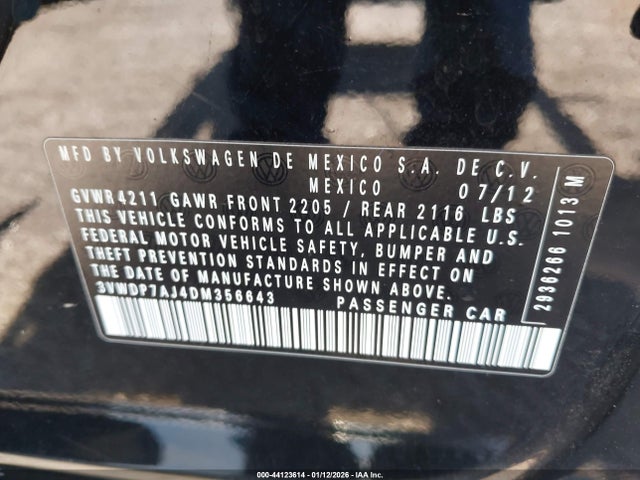 MFD BY VOLKSWAGEN DE MEXICO S.A. DE C.V.
MEXICO 07/12
GVWR 4211 GAWR FRONT 2205 / REAR 2116 LBS
THIS VEHICLE CONFORMS TO ALL APPLICABLE U.S.
FEDERAL MOTOR VEHICLE SAFETY, BUMPER AND
THEFT PREVENTION STANDARDS IN EFFECT ON
THE DATE OF MANUFACTURE SHOWN ABOVE.
3VWDP7AJ4DM356643 PASSENGER CAR
2936266 1013 M
000-44123614 - 01/12/2026 - IAA Inc.